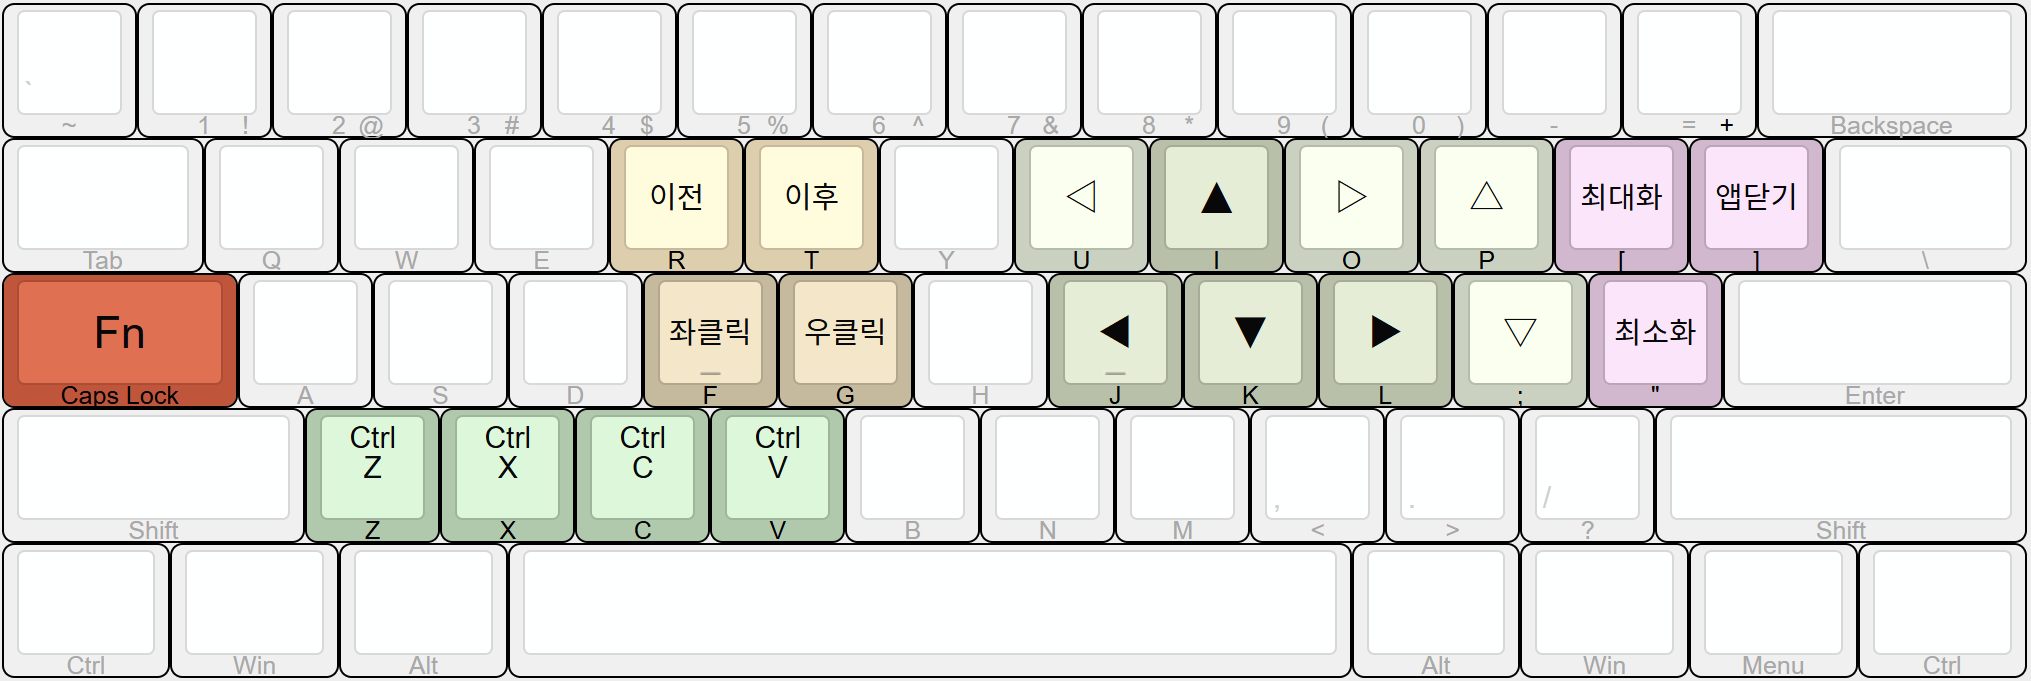 `
~
1 !
2 @
3 #
4 $
5 %
6 ^
7 &
8 *
9 (
0 )
-
= +
Backspace
Tab
Q
W
E
이전
R
이후
T
Y
◁
U
▲
I
▷
O
△
P
최대화
[
앱닫기
]
\
Fn
Caps Lock
A
S
D
좌클릭
_
F
우클릭
G
H
◀
_
J
▼
K
▶
L
▽
;
최소화
"
Enter
Shift
Ctrl
Z
Z
Ctrl
X
X
Ctrl
C
C
Ctrl
V
V
B
N
M
,
<
.
>
/
?
Shift
Ctrl
Win
Alt
Alt
Win
Menu
Ctrl